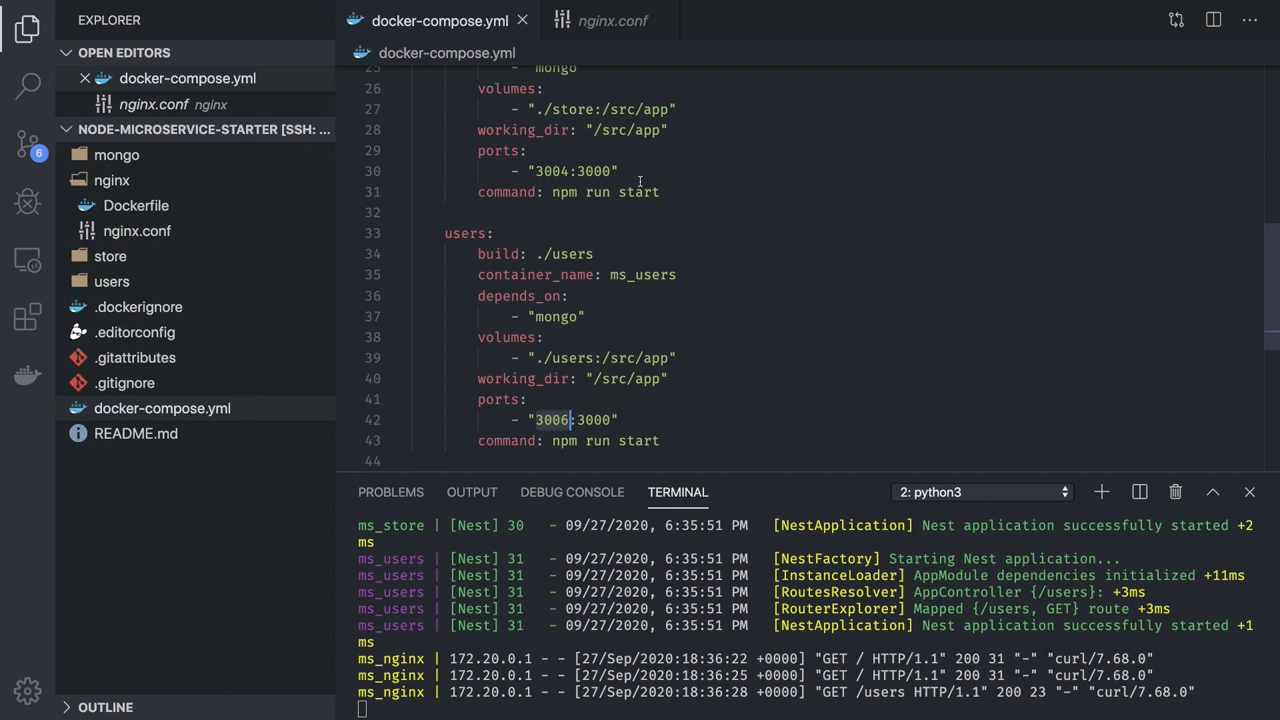 EXPLORER
OPEN EDITORS
docker-compose.yml
nginx.conf nginx
NODE-MICROSERVICE-STARTER [SSH: ...
mongo
nginx
Dockerfile
nginx.conf
store
users
.dockerignore
.editorconfig
.gitattributes
.gitignore
docker-compose.yml
README.md
OUTLINE
6
docker-compose.yml
nginx.conf
docker-compose.yml
25 - "mongo"
26 volumes:
27 - "./store:/src/app"
28 working_dir: "/src/app"
29 ports:
30 - "3004:3000"
31 command: npm run start
32
33 users:
34 build: ./users
35 container_name: ms_users
36 depends_on:
37 - "mongo"
38 volumes:
39 - "./users:/src/app"
40 working_dir: "/src/app"
41 ports:
42 - "3006:3000"
43 command: npm run start
44
PROBLEMS OUTPUT DEBUG CONSOLE TERMINAL 2: python3
ms_store | [Nest] 30 - 09/27/2020, 6:35:51 PM [NestApplication] Nest application successfully started +2
ms
ms_users | [Nest] 31 - 09/27/2020, 6:35:51 PM [NestFactory] Starting Nest application...
ms_users | [Nest] 31 - 09/27/2020, 6:35:51 PM [InstanceLoader] AppModule dependencies initialized +11ms
ms_users | [Nest] 31 - 09/27/2020, 6:35:51 PM [RoutesResolver] AppController {/users}: +3ms
ms_users | [Nest] 31 - 09/27/2020, 6:35:51 PM [RouterExplorer] Mapped {/users, GET} route +3ms
ms_users | [Nest] 31 - 09/27/2020, 6:35:51 PM [NestApplication] Nest application successfully started +1
ms
ms_nginx | 172.20.0.1 - - [27/Sep/2020:18:36:22 +0000] "GET / HTTP/1.1" 200 31 "-" "curl/7.68.0"
ms_nginx | 172.20.0.1 - - [27/Sep/2020:18:36:25 +0000] "GET / HTTP/1.1" 200 31 "-" "curl/7.68.0"
ms_nginx | 172.20.0.1 - - [27/Sep/2020:18:36:28 +0000] "GET /users HTTP/1.1" 200 23 "-" "curl/7.68.0"